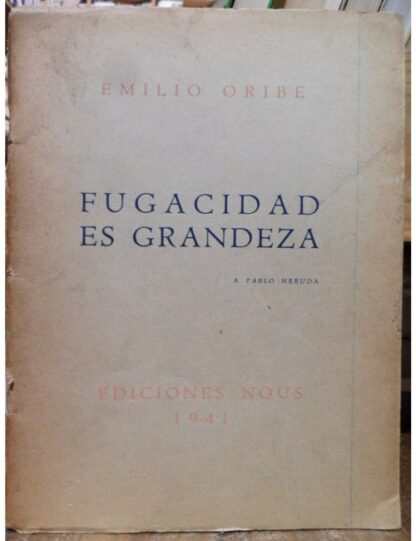 EMILIO ORIBE
FUGACIDAD
ES GRANDEZA
A PABLO NERUDA
EDICIONES NOUS
1941